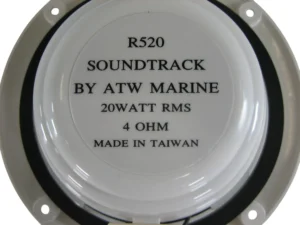 R520
SOUNDTRACK
BY ATW MARINE
20WATT RMS
4 OHM
MADE IN TAIWAN